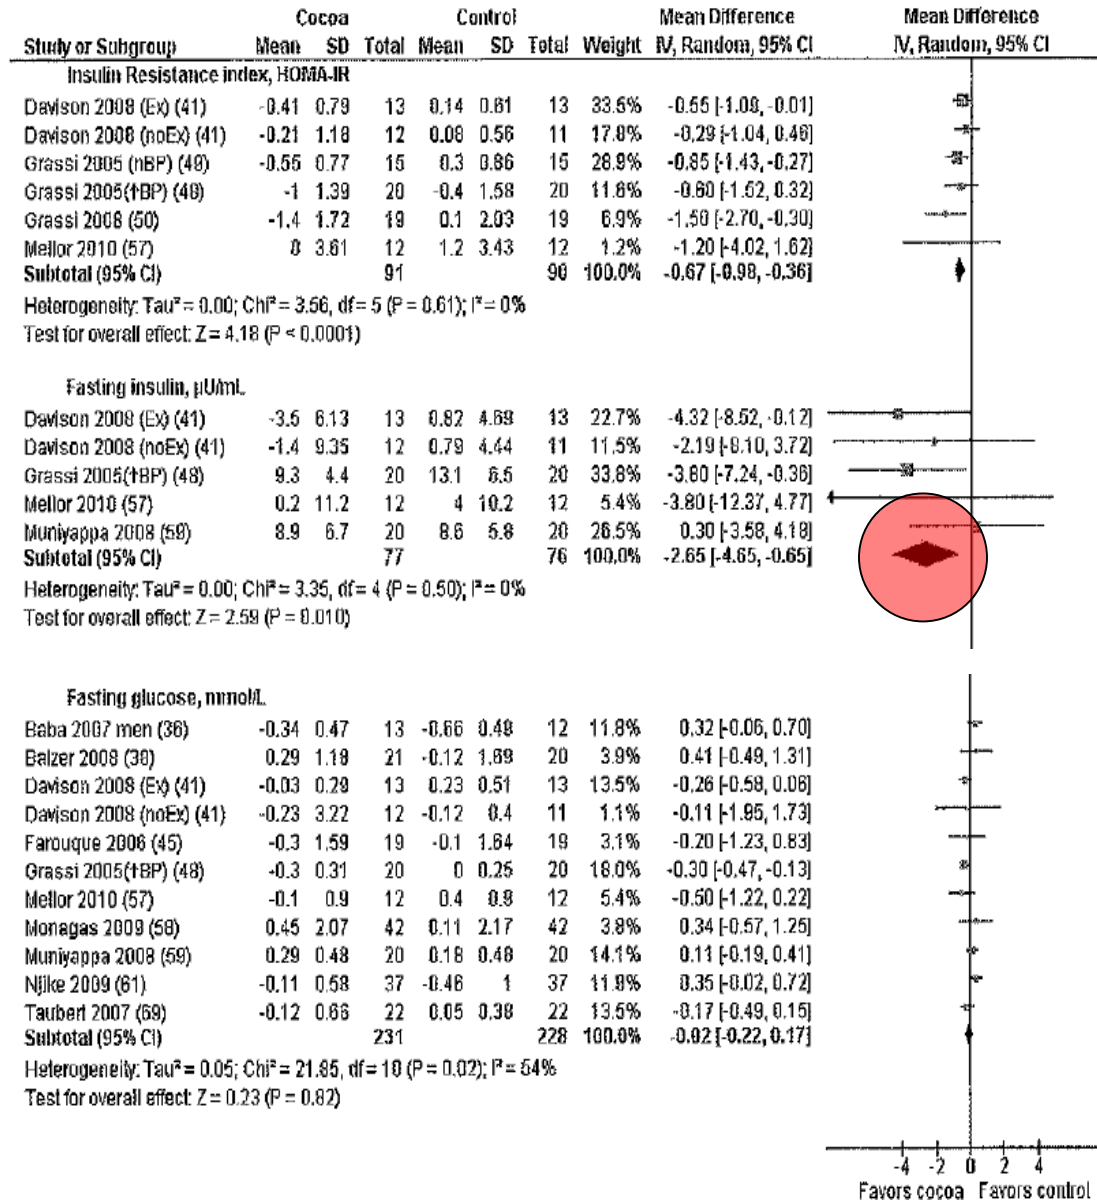 Cocoa Control Mean Difference Mean Difference
Study or Subgroup Mean SD Total Mean SD Total Weight IV, Random, 95% CI IV, Random, 95% CI
Insulin Resistance index, HOMA-IR
Davison 2008 (Ex) (41) -0.41 0.79 13 0.14 0.61 13 33.5% -0.55 [-1.09, -0.01]
Davison 2008 (noEx) (41) -0.21 1.18 12 0.08 0.56 11 17.8% -0.29 [-1.04, 0.46]
Grassi 2005 (nBP) (49) -0.55 0.77 15 0.3 0.86 15 28.9% -0.85 [-1.43, -0.27]
Grassi 2005(↑BP) (48) -1 1.39 20 -0.4 1.58 20 11.6% -0.60 [-1.52, 0.32]
Grassi 2008 (50) -1.4 1.72 19 0.1 2.03 19 6.9% -1.50 [-2.70, -0.30]
Mellor 2010 (57) 0 3.61 12 1.2 3.43 12 1.2% -1.20 [-4.02, 1.62]
Subtotal (95% CI) 91 90 100.0% -0.67 [-0.98, -0.36]
Heterogeneity: Tau² = 0.00; Chi² = 3.56, df = 5 (P = 0.61); I² = 0%
Test for overall effect: Z = 4.18 (P < 0.0001)
Fasting insulin, µU/mL
Davison 2008 (Ex) (41) -3.5 6.13 13 0.82 4.69 13 22.7% -4.32 [-8.52, -0.12]
Davison 2008 (noEx) (41) -1.4 9.35 12 0.79 4.44 11 11.5% -2.19 [-8.10, 3.72]
Grassi 2005(↑BP) (48) 9.3 4.4 20 13.1 6.5 20 33.8% -3.80 [-7.24, -0.36]
Mellor 2010 (57) 0.2 11.2 12 4 10.2 12 5.4% -3.80 [-12.37, 4.77]
Muniyappa 2008 (59) 8.9 6.7 20 8.6 5.8 20 26.5% 0.30 [-3.58, 4.18]
Subtotal (95% CI) 77 76 100.0% -2.65 [-4.65, -0.65]
Heterogeneity: Tau² = 0.00; Chi² = 3.35, df = 4 (P = 0.50); I² = 0%
Test for overall effect: Z = 2.59 (P = 0.010)
Fasting glucose, mmol/L
Baba 2007 men (36) -0.34 0.47 13 -0.66 0.48 12 11.8% 0.32 [-0.06, 0.70]
Balzer 2008 (38) 0.29 1.18 21 -0.12 1.69 20 3.9% 0.41 [-0.49, 1.31]
Davison 2008 (Ex) (41) -0.03 0.29 13 0.23 0.51 13 13.5% -0.26 [-0.58, 0.06]
Davison 2008 (noEx) (41) -0.23 3.22 12 -0.12 0.4 11 1.1% -0.11 [-1.95, 1.73]
Farouque 2006 (45) -0.3 1.59 19 -0.1 1.64 19 3.1% -0.20 [-1.23, 0.83]
Grassi 2005(↑BP) (48) -0.3 0.31 20 0 0.25 20 18.0% -0.30 [-0.47, -0.13]
Mellor 2010 (57) -0.1 0.9 12 0.4 0.9 12 5.4% -0.50 [-1.22, 0.22]
Monagas 2009 (58) 0.45 2.07 42 0.11 2.17 42 3.8% 0.34 [-0.57, 1.25]
Muniyappa 2008 (59) 0.29 0.48 20 0.18 0.48 20 14.1% 0.11 [-0.19, 0.41]
Njike 2009 (61) -0.11 0.58 37 -0.46 1 37 11.9% 0.35 [-0.02, 0.72]
Taubert 2007 (69) -0.12 0.66 22 0.05 0.38 22 13.5% -0.17 [-0.49, 0.15]
Subtotal (95% CI) 231 228 100.0% -0.02 [-0.22, 0.17]
Heterogeneity: Tau² = 0.05; Chi² = 21.85, df = 10 (P = 0.02); I² = 54%
Test for overall effect: Z = 0.23 (P = 0.82)
-4 -2 0 2 4
Favors cocoa Favors control